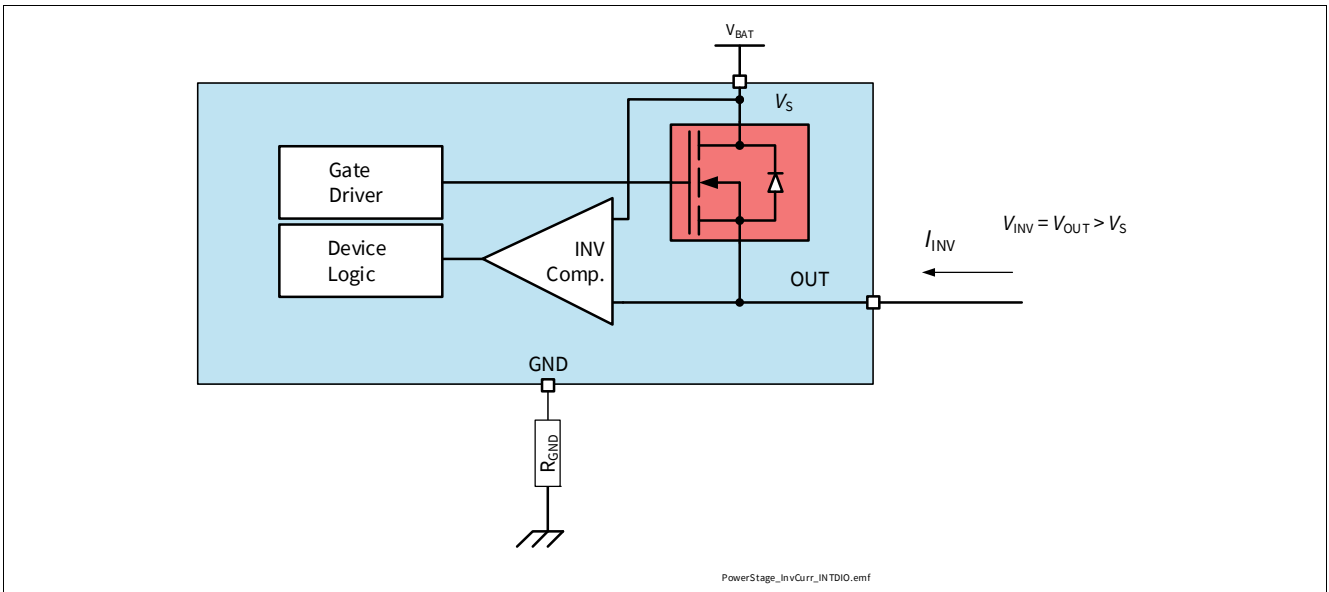 VBAT
VS
Gate
Driver
Device
Logic
INV
Comp.
OUT
IINV
VINV = VOUT > VS
GND
RGND
PowerStage_InvCurr_INTDIO.emf